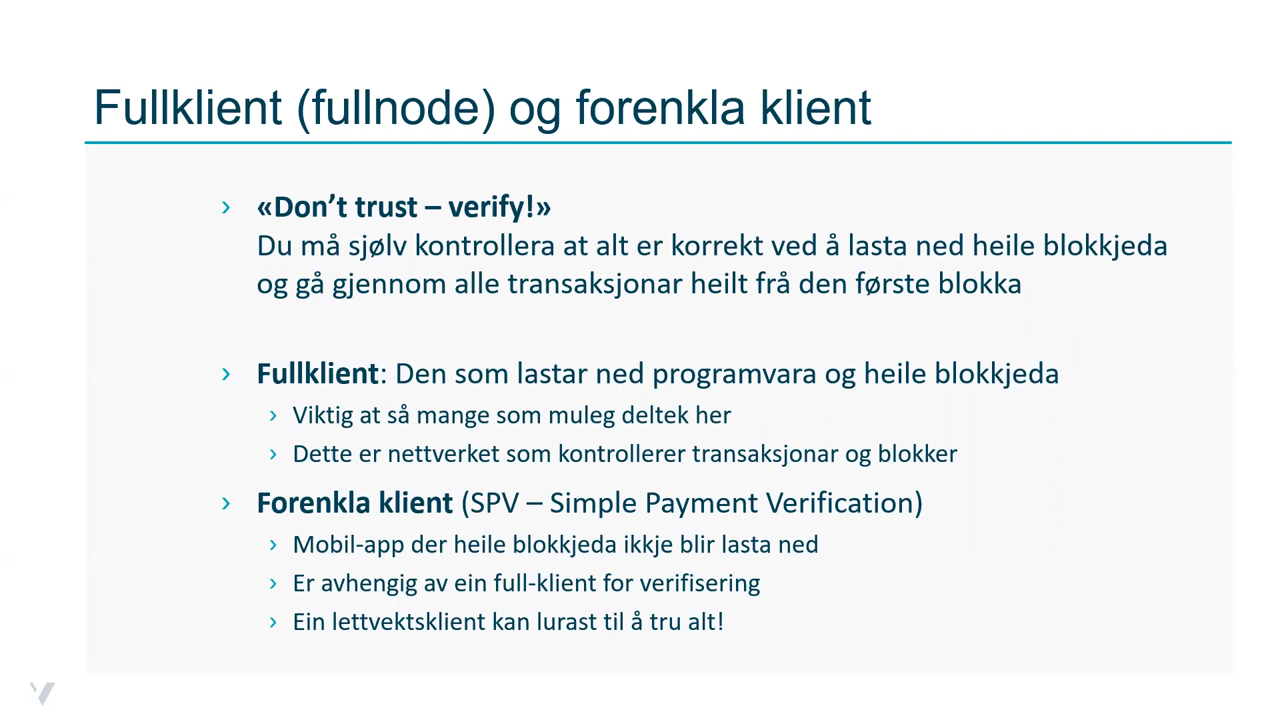 Fullklient (fullnode) og forenkla klient
› «Don’t trust – verify!»
Du må sjølv kontrollera at alt er korrekt ved å lasta ned heile blokkjeda
og gå gjennom alle transaksjonar heilt frå den første blokka
› Fullklient: Den som lastar ned programvara og heile blokkjeda
› Viktig at så mange som muleg deltek her
› Dette er nettverket som kontrollerer transaksjonar og blokker
› Forenkla klient (SPV – Simple Payment Verification)
› Mobil-app der heile blokkjeda ikkje blir lasta ned
› Er avhengig av ein full-klient for verifisering
› Ein lettvektsklient kan lurast til å tru alt!